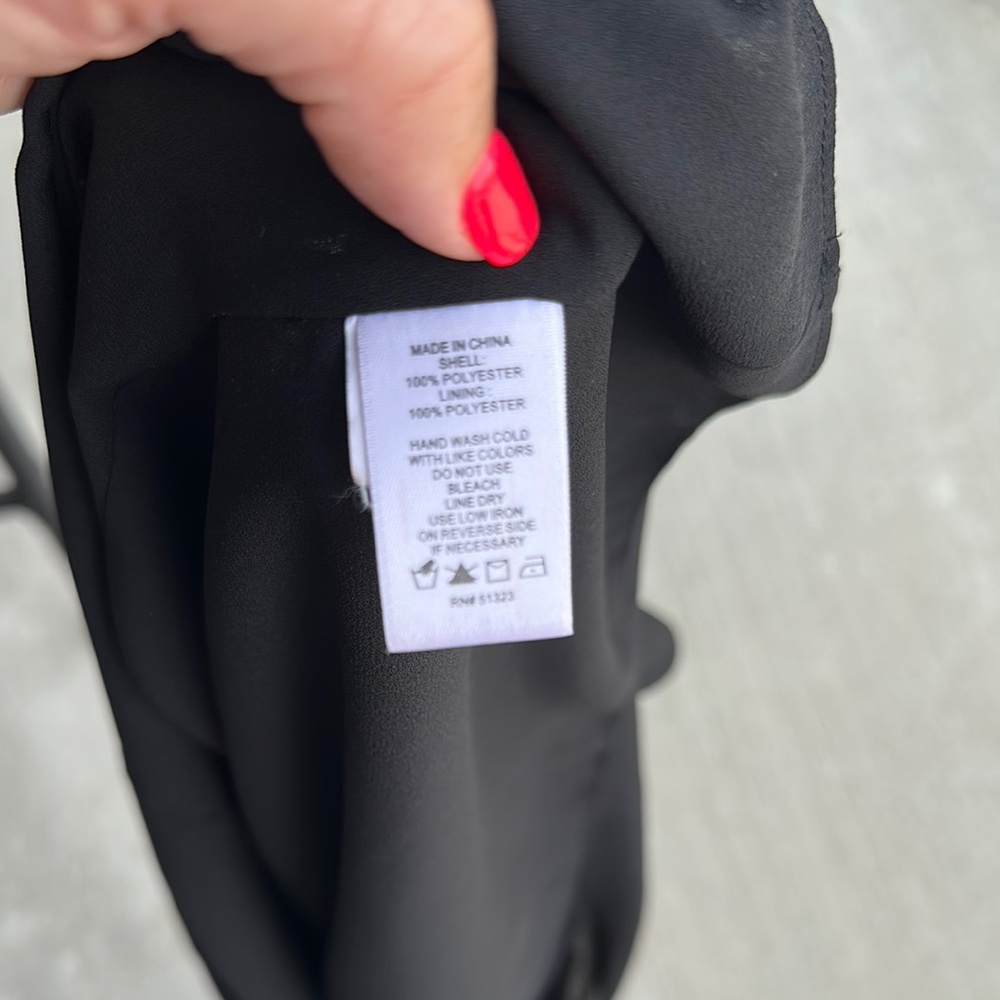 MADE IN CHINA
SHELL:
100% POLYESTER
LINING:
100% POLYESTER
HAND WASH COLD
WITH LIKE COLORS
DO NOT USE
BLEACH
LINE DRY
USE LOW IRON
ON REVERSE SIDE
IF NECESSARY
RN# 51323